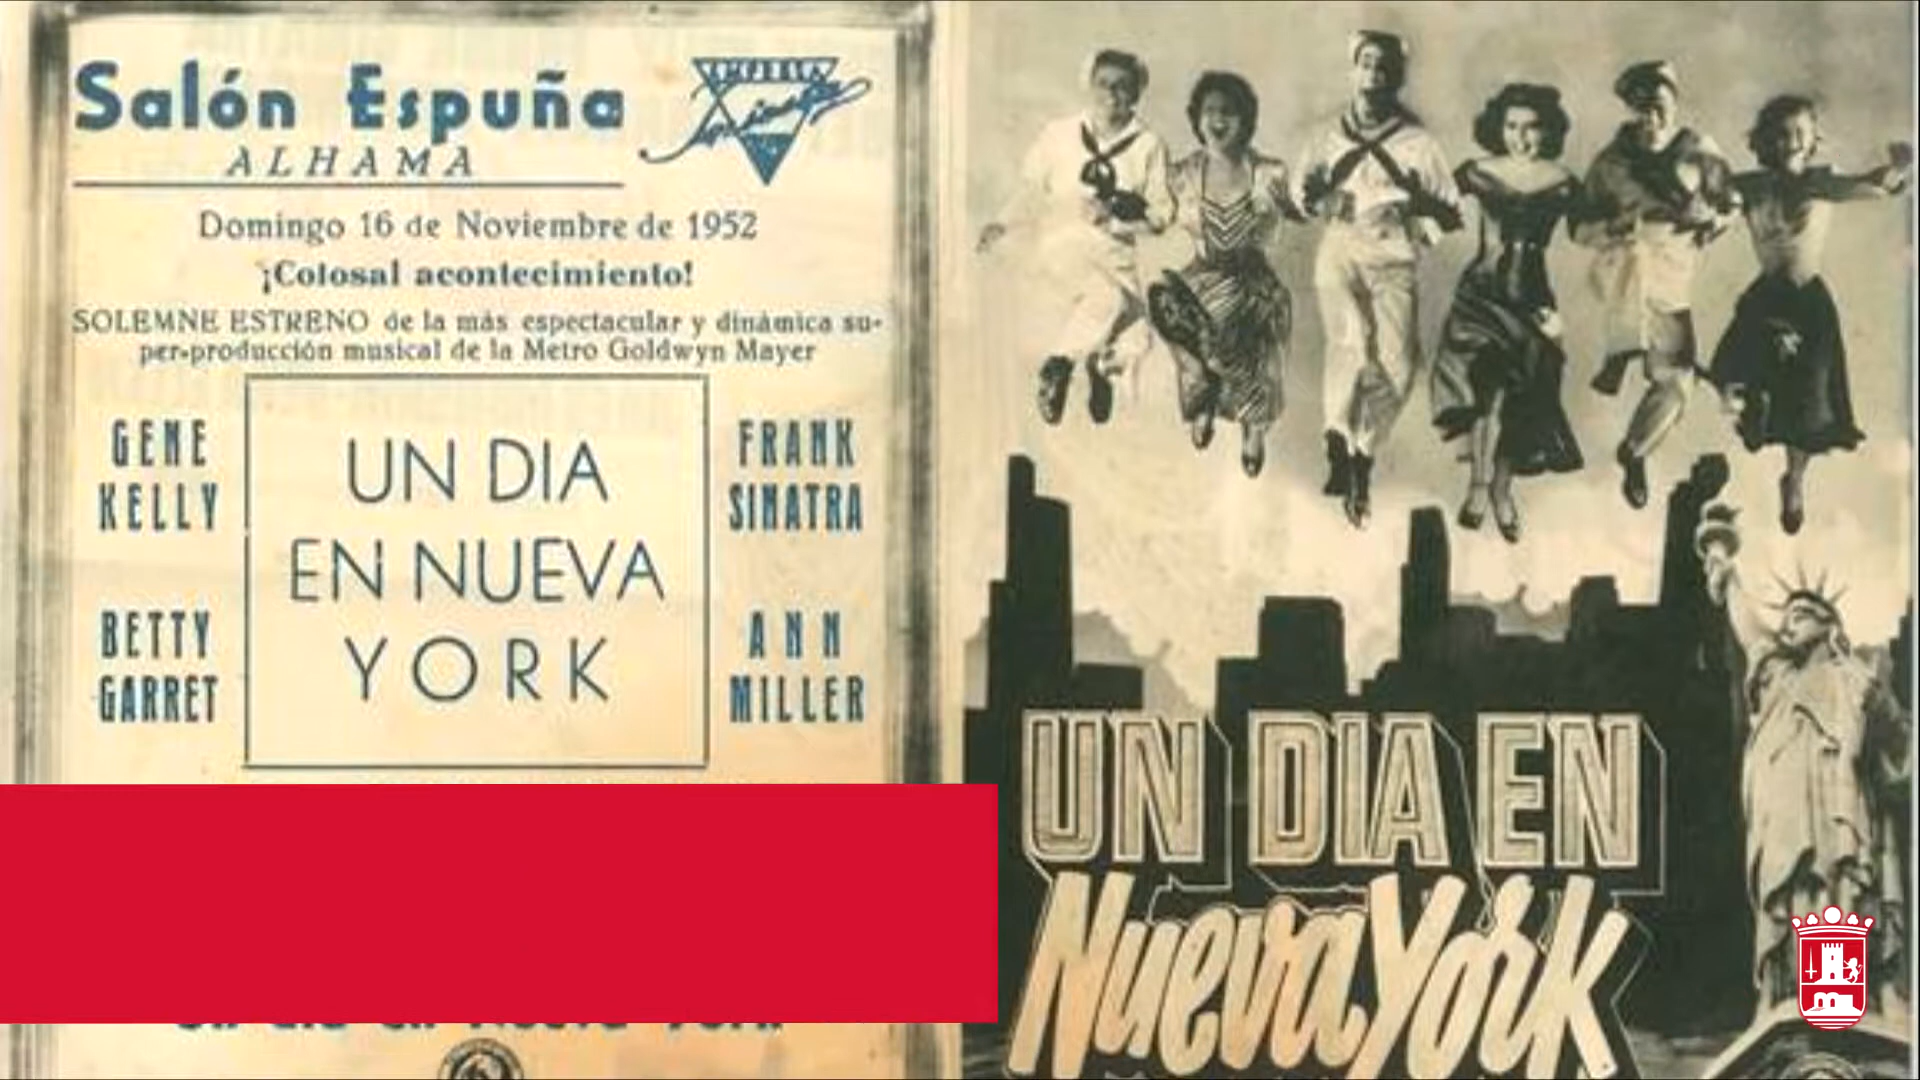 Salón Espuña
ALHAMA
EMPRESA
Domingo 16 de Noviembre de 1952
¡Colosal acontecimiento!
SOLEMNE ESTRENO de la más espectacular y dinámica su-
per-producción musical de la Metro Goldwyn Mayer
GENE
KELLY
UN DIA
EN NUEVA
YORK
FRANK
SINATRA
BETTY
GARRET
ANN
MILLER
UN DIA EN
Nueva York